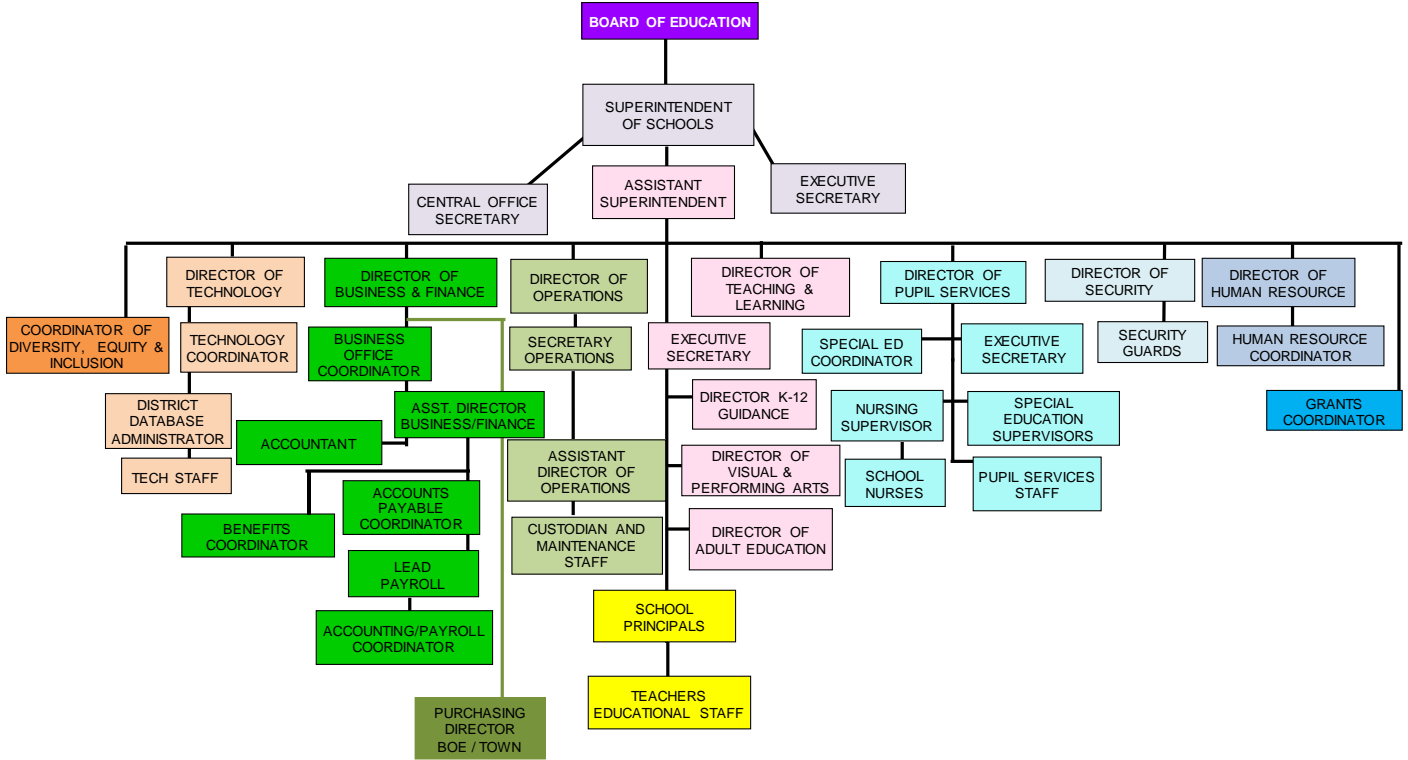 BOARD OF EDUCATION
SUPERINTENDENT
OF SCHOOLS
CENTRAL OFFICE
SECRETARY
ASSISTANT
SUPERINTENDENT
EXECUTIVE
SECRETARY
COORDINATOR OF
DIVERSITY, EQUITY &
INCLUSION
DIRECTOR OF
TECHNOLOGY
TECHNOLOGY
COORDINATOR
DISTRICT
DATABASE
ADMINISTRATOR
TECH STAFF
DIRECTOR OF
BUSINESS & FINANCE
BUSINESS
OFFICE
COORDINATOR
ASST. DIRECTOR
BUSINESS/FINANCE
ACCOUNTANT
BENEFITS
COORDINATOR
ACCOUNTS
PAYABLE
COORDINATOR
LEAD
PAYROLL
ACCOUNTING/PAYROLL
COORDINATOR
PURCHASING
DIRECTOR
BOE / TOWN
DIRECTOR OF
OPERATIONS
SECRETARY
OPERATIONS
ASSISTANT
DIRECTOR OF
OPERATIONS
CUSTODIAN AND
MAINTENANCE
STAFF
DIRECTOR OF
TEACHING &
LEARNING
EXECUTIVE
SECRETARY
DIRECTOR K-12
GUIDANCE
DIRECTOR OF
VISUAL &
PERFORMING ARTS
DIRECTOR OF
ADULT EDUCATION
SCHOOL
PRINCIPALS
TEACHERS
EDUCATIONAL STAFF
DIRECTOR OF
PUPIL SERVICES
SPECIAL ED
COORDINATOR
EXECUTIVE
SECRETARY
NURSING
SUPERVISOR
SPECIAL
EDUCATION
SUPERVISORS
SCHOOL
NURSES
PUPIL SERVICES
STAFF
DIRECTOR OF
SECURITY
SECURITY
GUARDS
DIRECTOR OF
HUMAN RESOURCE
HUMAN RESOURCE
COORDINATOR
GRANTS
COORDINATOR